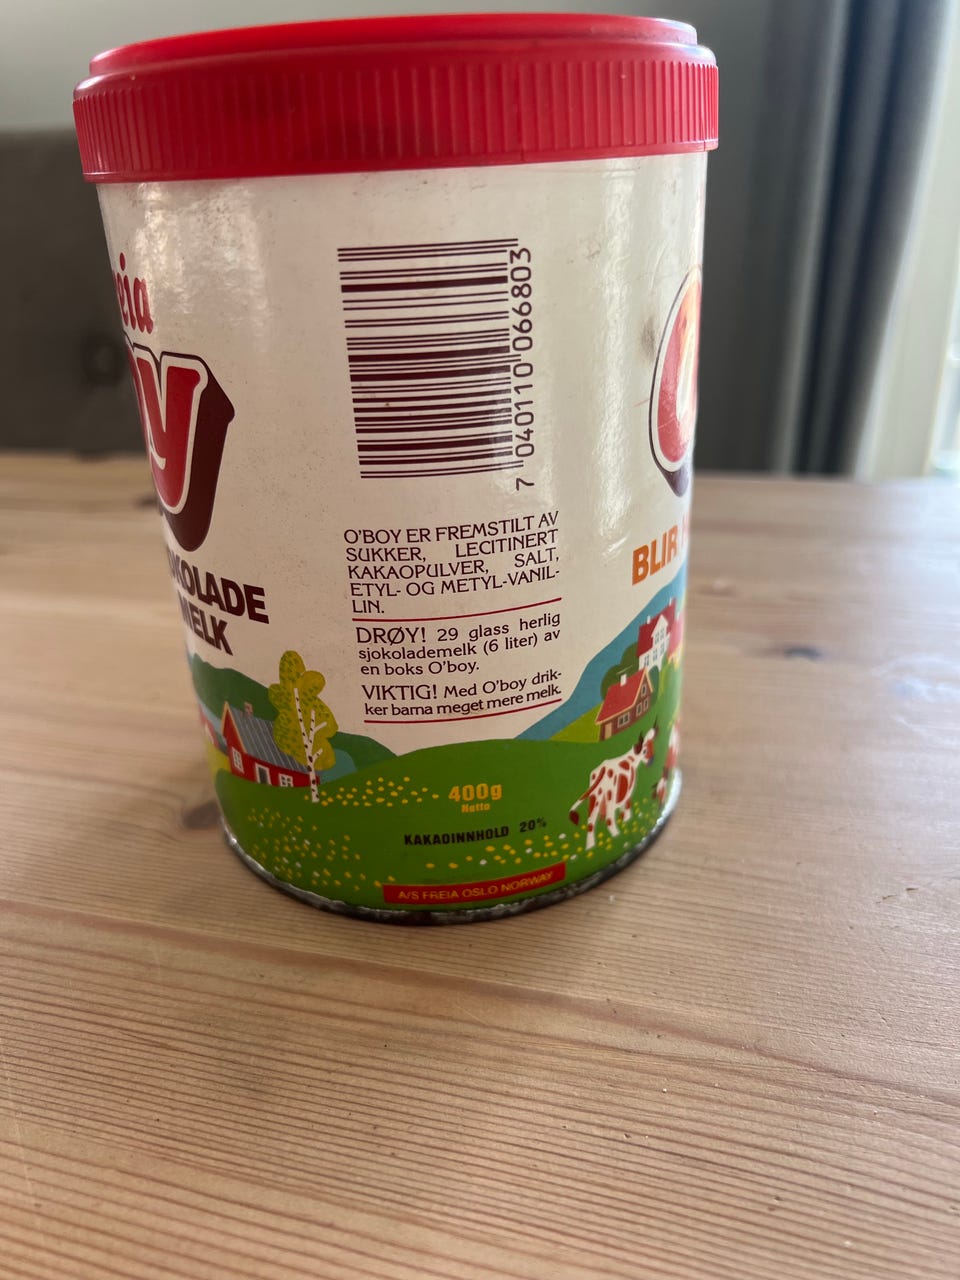 eia
OY
7 040110 066803
OKOLADE
MELK
O'BOY ER FREMSTILT AV
SUKKER, LECITINERT
KAKAOPULVER, SALT,
ETYL- OG METYL-VANIL-
LIN.
DRØY! 29 glass herlig
sjokolademelk (6 liter) av
en boks O'boy.
VIKTIG! Med O'boy drik-
ker barna meget mere melk.
BLIR
400g
Netto
KAKAOINNHOLD 20%
A/S FREIA OSLO NORWAY